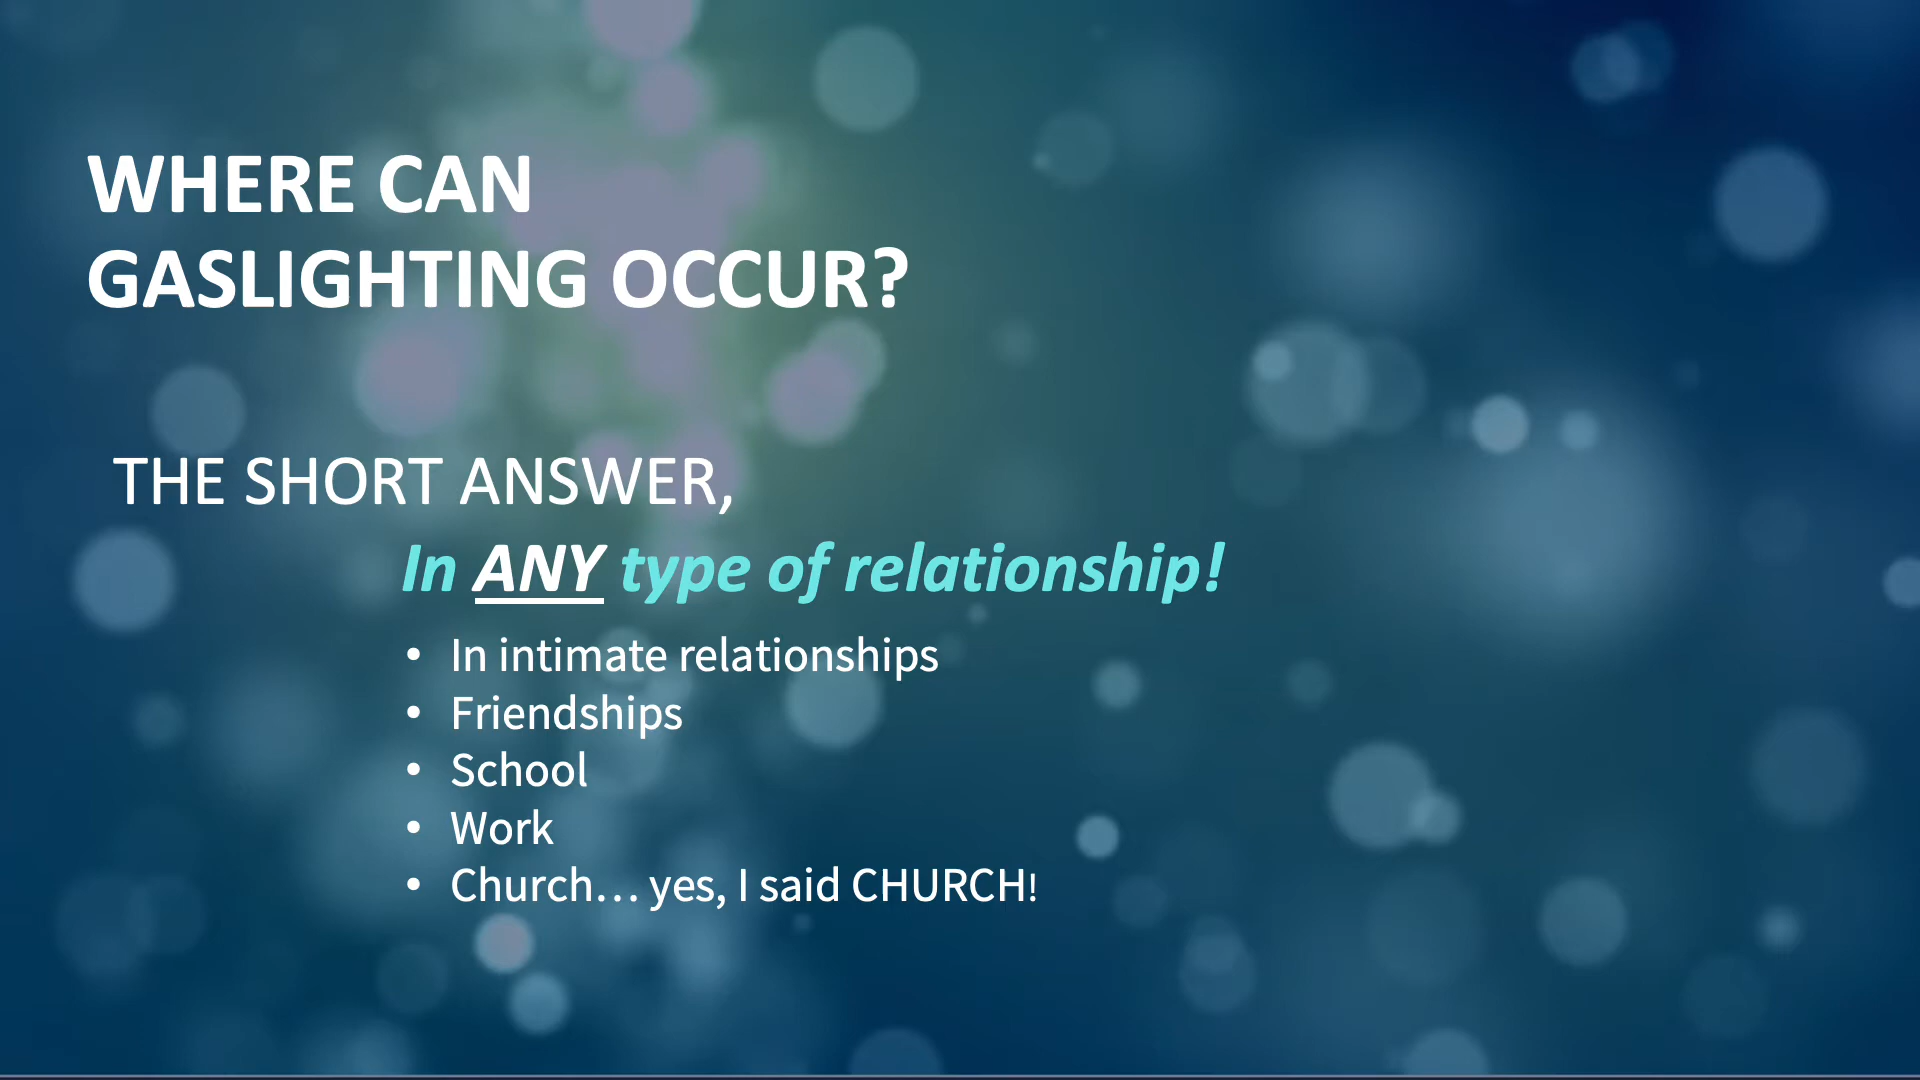 WHERE CAN
GASLIGHTING OCCUR?
THE SHORT ANSWER,
In ANY type of relationship!
• In intimate relationships
• Friendships
• School
• Work
• Church… yes, I said CHURCH!